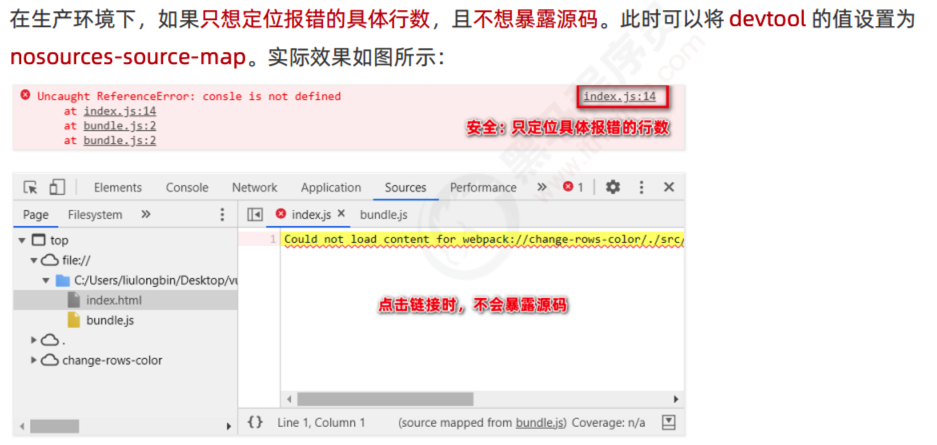 在生产环境下，如果只想定位报错的具体行数，且不想暴露源码。此时可以将 devtool 的值设置为
nosources-source-map。实际效果如图所示：
Uncaught ReferenceError: consle is not defined
index.js:14
at index.js:14
at bundle.js:2
at bundle.js:2
安全：只定位具体报错的行数
Elements Console Network Application Sources Performance » 1
Page Filesystem » index.js × bundle.js
top
file://
C:/Users/liulongbin/Desktop/vu
index.html
bundle.js
.
change-rows-color
1 Could not load content for webpack://change-rows-color/./src/
点击链接时，不会暴露源码
{} Line 1, Column 1 (source mapped from bundle.js) Coverage: n/a